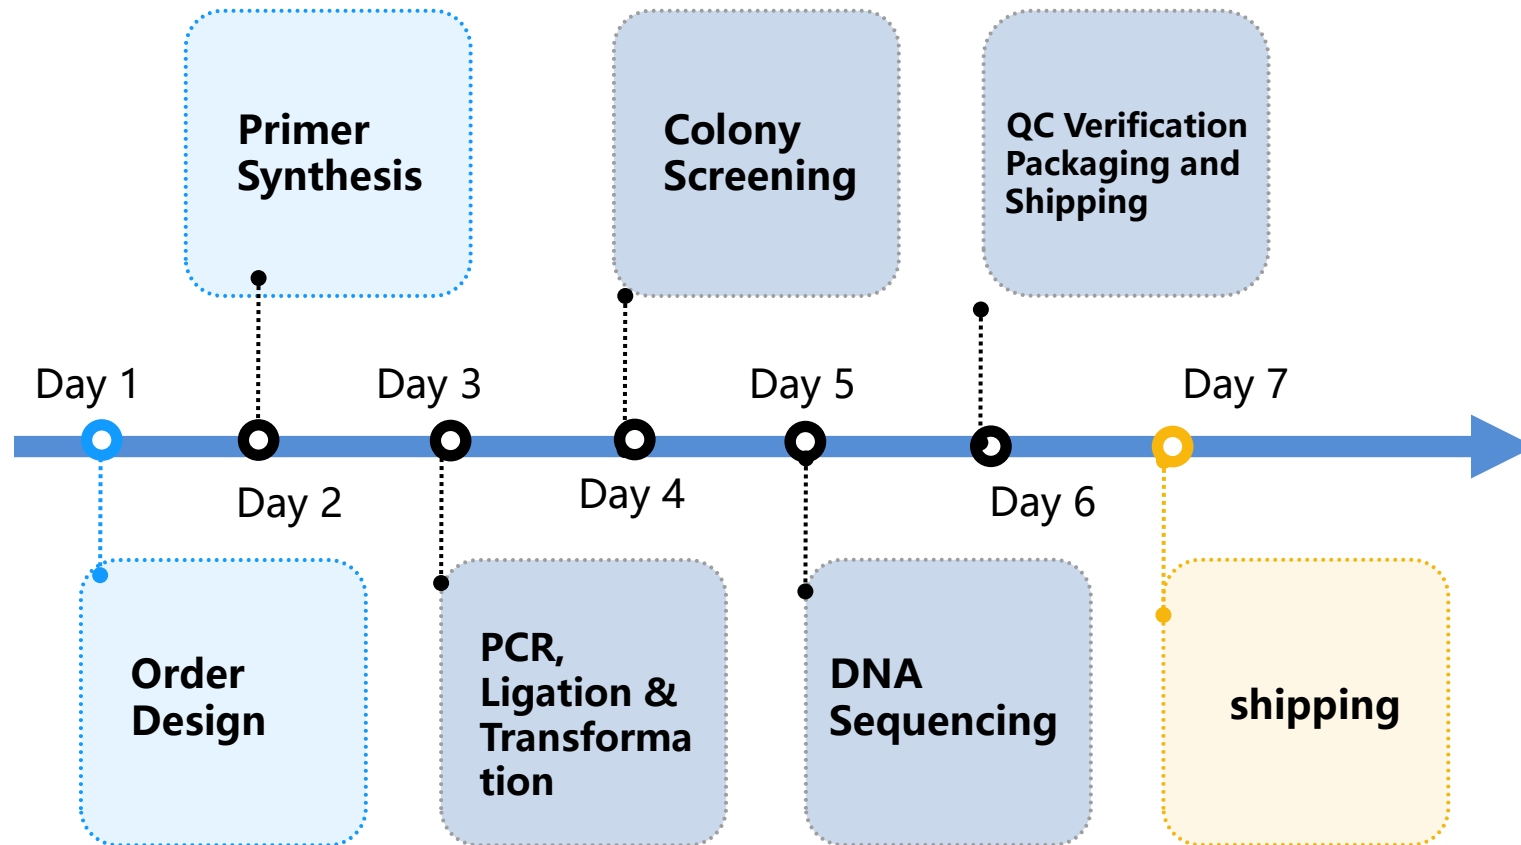 Primer
Synthesis
Colony
Screening
QC Verification
Packaging and
Shipping
Day 1
Day 3
Day 5
Day 7
Day 2
Day 4
Day 6
Order
Design
PCR,
Ligation &
Transforma
tion
DNA
Sequencing
shipping